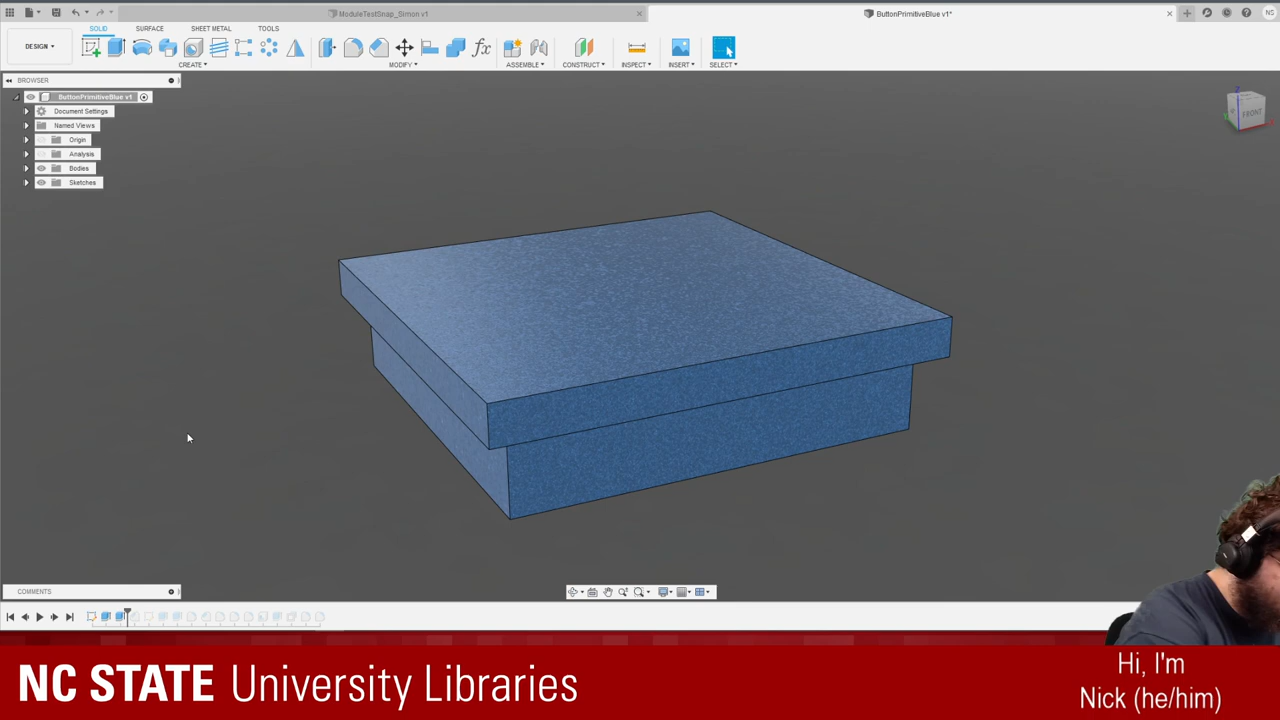 ModuleTestSnap_Simon v1
ButtonPrimitiveBlue v1*
NS
DESIGN
SOLID
SURFACE
SHEET METAL
TOOLS
CREATE
MODIFY
ASSEMBLE
CONSTRUCT
INSPECT
INSERT
SELECT
BROWSER
ButtonPrimitiveBlue v1
Document Settings
Named Views
Origin
Analysis
Bodies
Sketches
Z
FRONT
COMMENTS
NC STATE University Libraries
Hi, I'm
Nick (he/him)